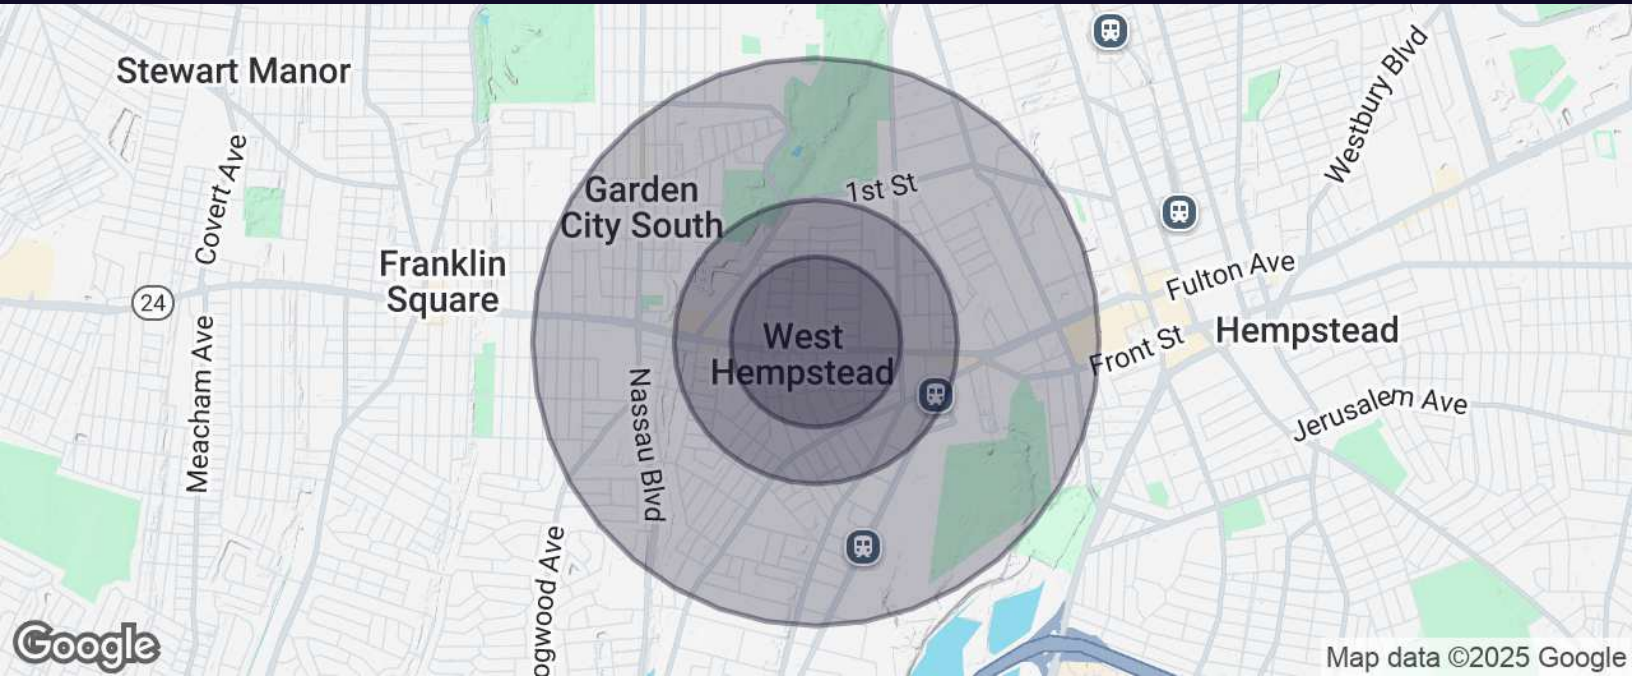 Stewart Manor
Westbury Blvd
Covert Ave
Garden
City South
1st St
Franklin
Square
24
Fulton Ave
Hempstead
West
Hempstead
Front St
Meacham Ave
Nassau Blvd
Jerusalem Ave
ogwood Ave
Google
Map data ©2025 Google